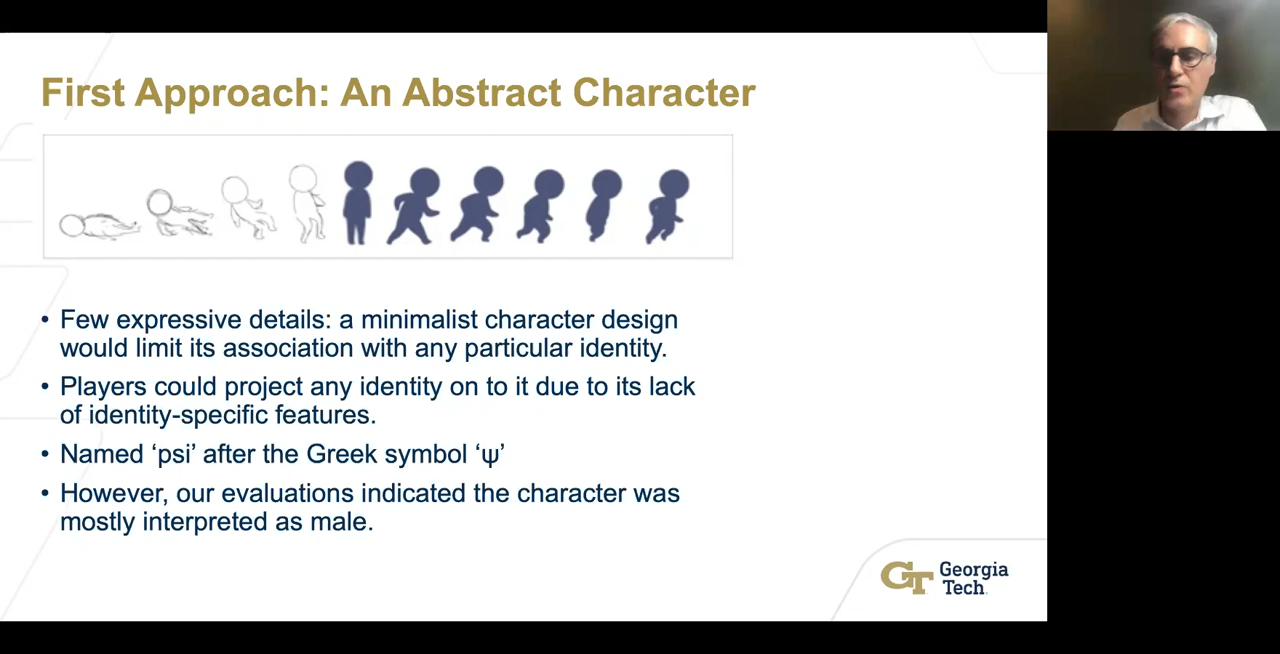 First Approach: An Abstract Character
• Few expressive details: a minimalist character design
would limit its association with any particular identity.
• Players could project any identity on to it due to its lack
of identity-specific features.
• Named ‘psi’ after the Greek symbol ‘ψ’
• However, our evaluations indicated the character was
mostly interpreted as male.
GT Georgia
Tech